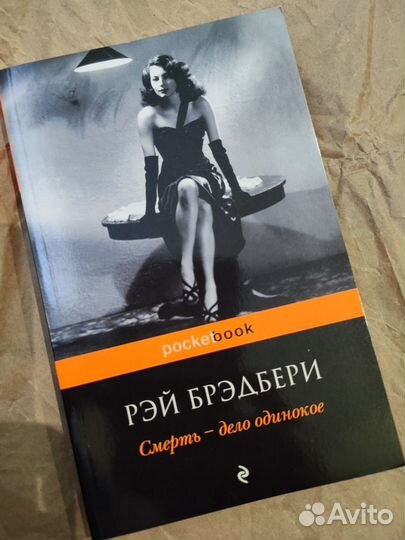 pocketbook
РЭЙ БРЭДБЕРИ
Смерть – дело одинокое
Avito